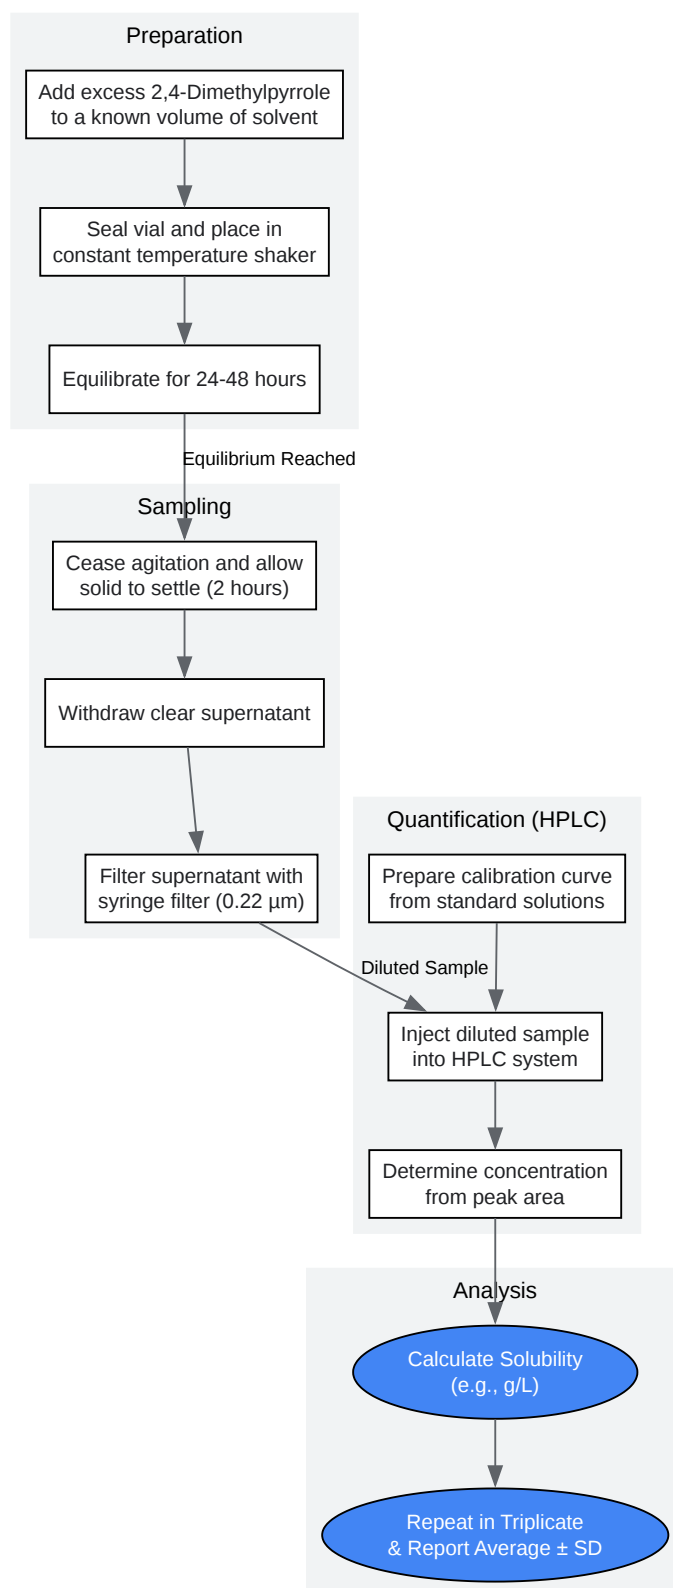 Preparation
Add excess 2,4-Dimethylpyrrole
to a known volume of solvent
Seal vial and place in
constant temperature shaker
Equilibrate for 24-48 hours
Equilibrium Reached
Sampling
Cease agitation and allow
solid to settle (2 hours)
Withdraw clear supernatant
Filter supernatant with
syringe filter (0.22 µm)
Quantification (HPLC)
Prepare calibration curve
from standard solutions
Diluted Sample
Inject diluted sample
into HPLC system
Determine concentration
from peak area
Analysis
Calculate Solubility
(e.g., g/L)
Repeat in Triplicate
& Report Average ± SD